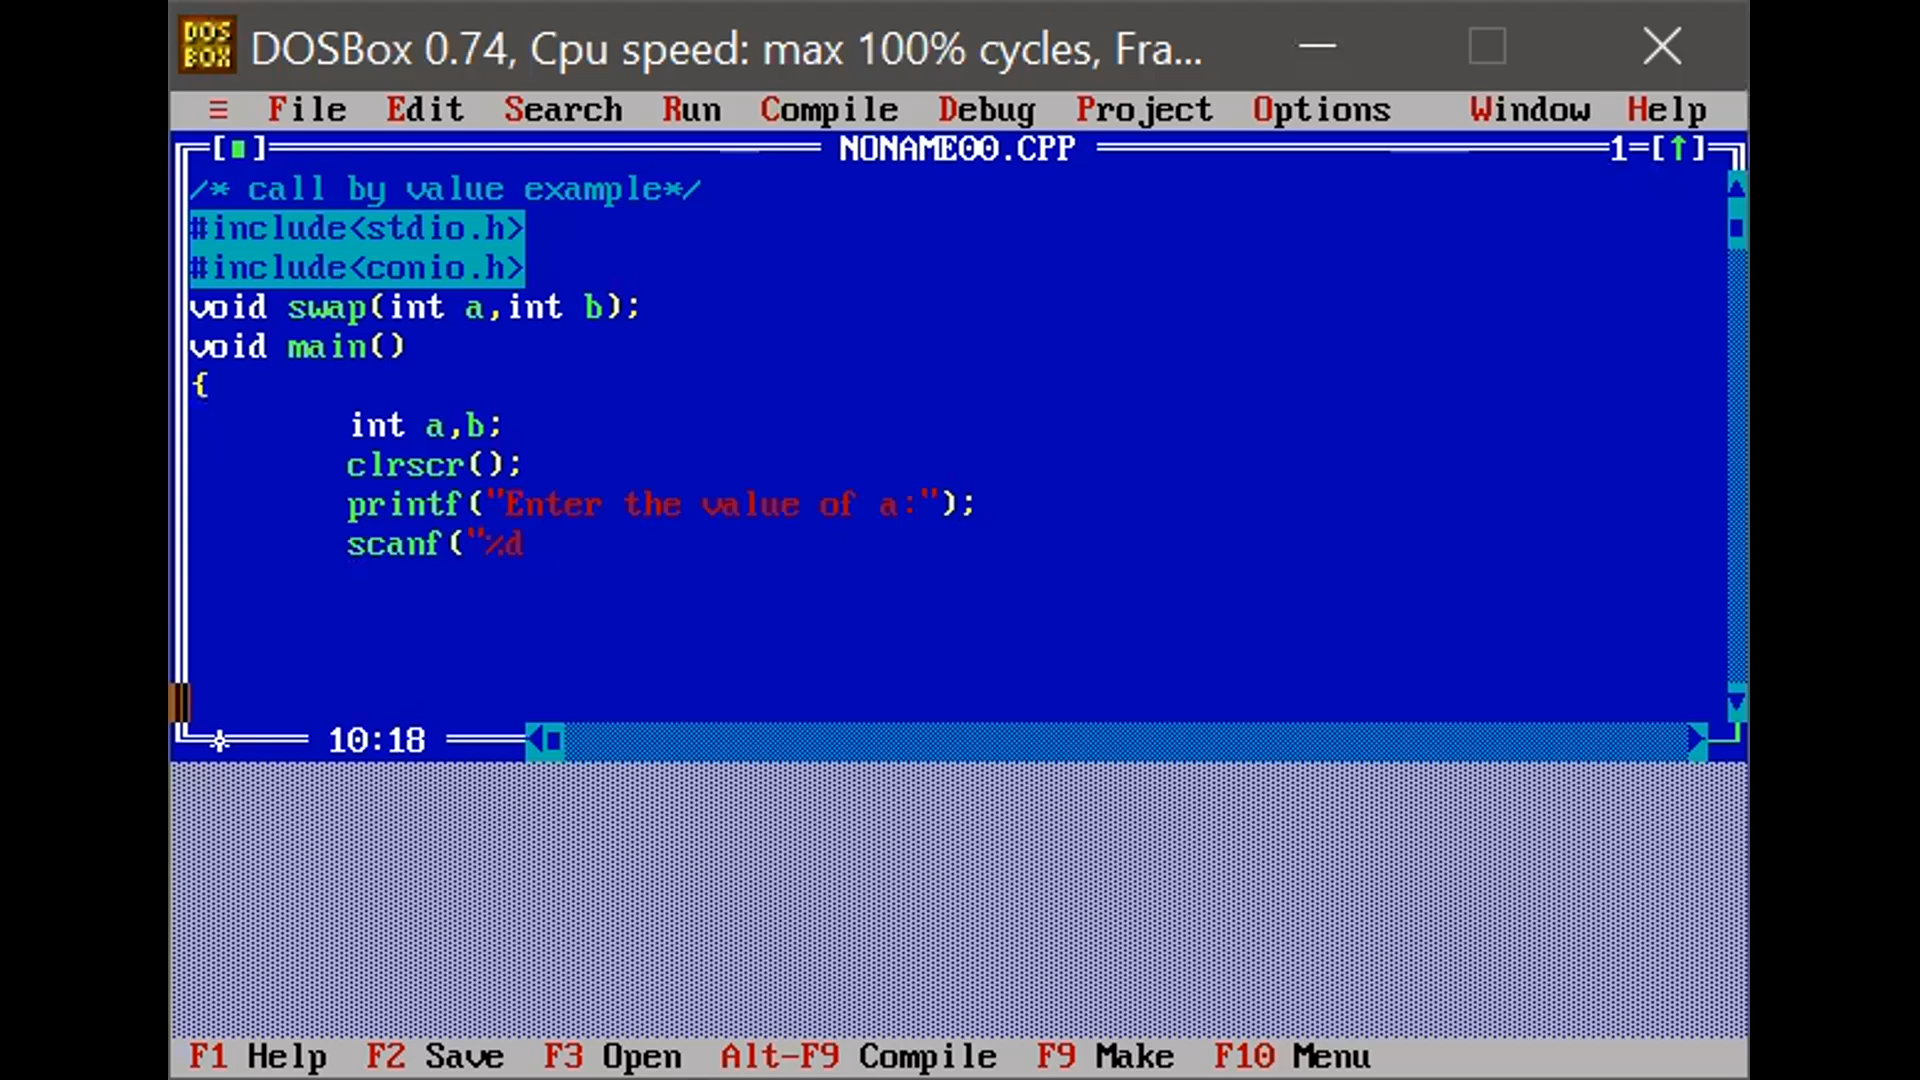 DOS BOX DOSBox 0.74, Cpu speed: max 100% cycles, Fra...
≡ File Edit Search Run Compile Debug Project Options Window Help
[■] NONAME00.CPP 1=[↑]
/* call by value example*/
#include<stdio.h>
#include<conio.h>
void swap(int a,int b);
void main()
{
int a,b;
clrscr();
printf("Enter the value of a:");
scanf("%d
10:18
F1 Help F2 Save F3 Open Alt-F9 Compile F9 Make F10 Menu